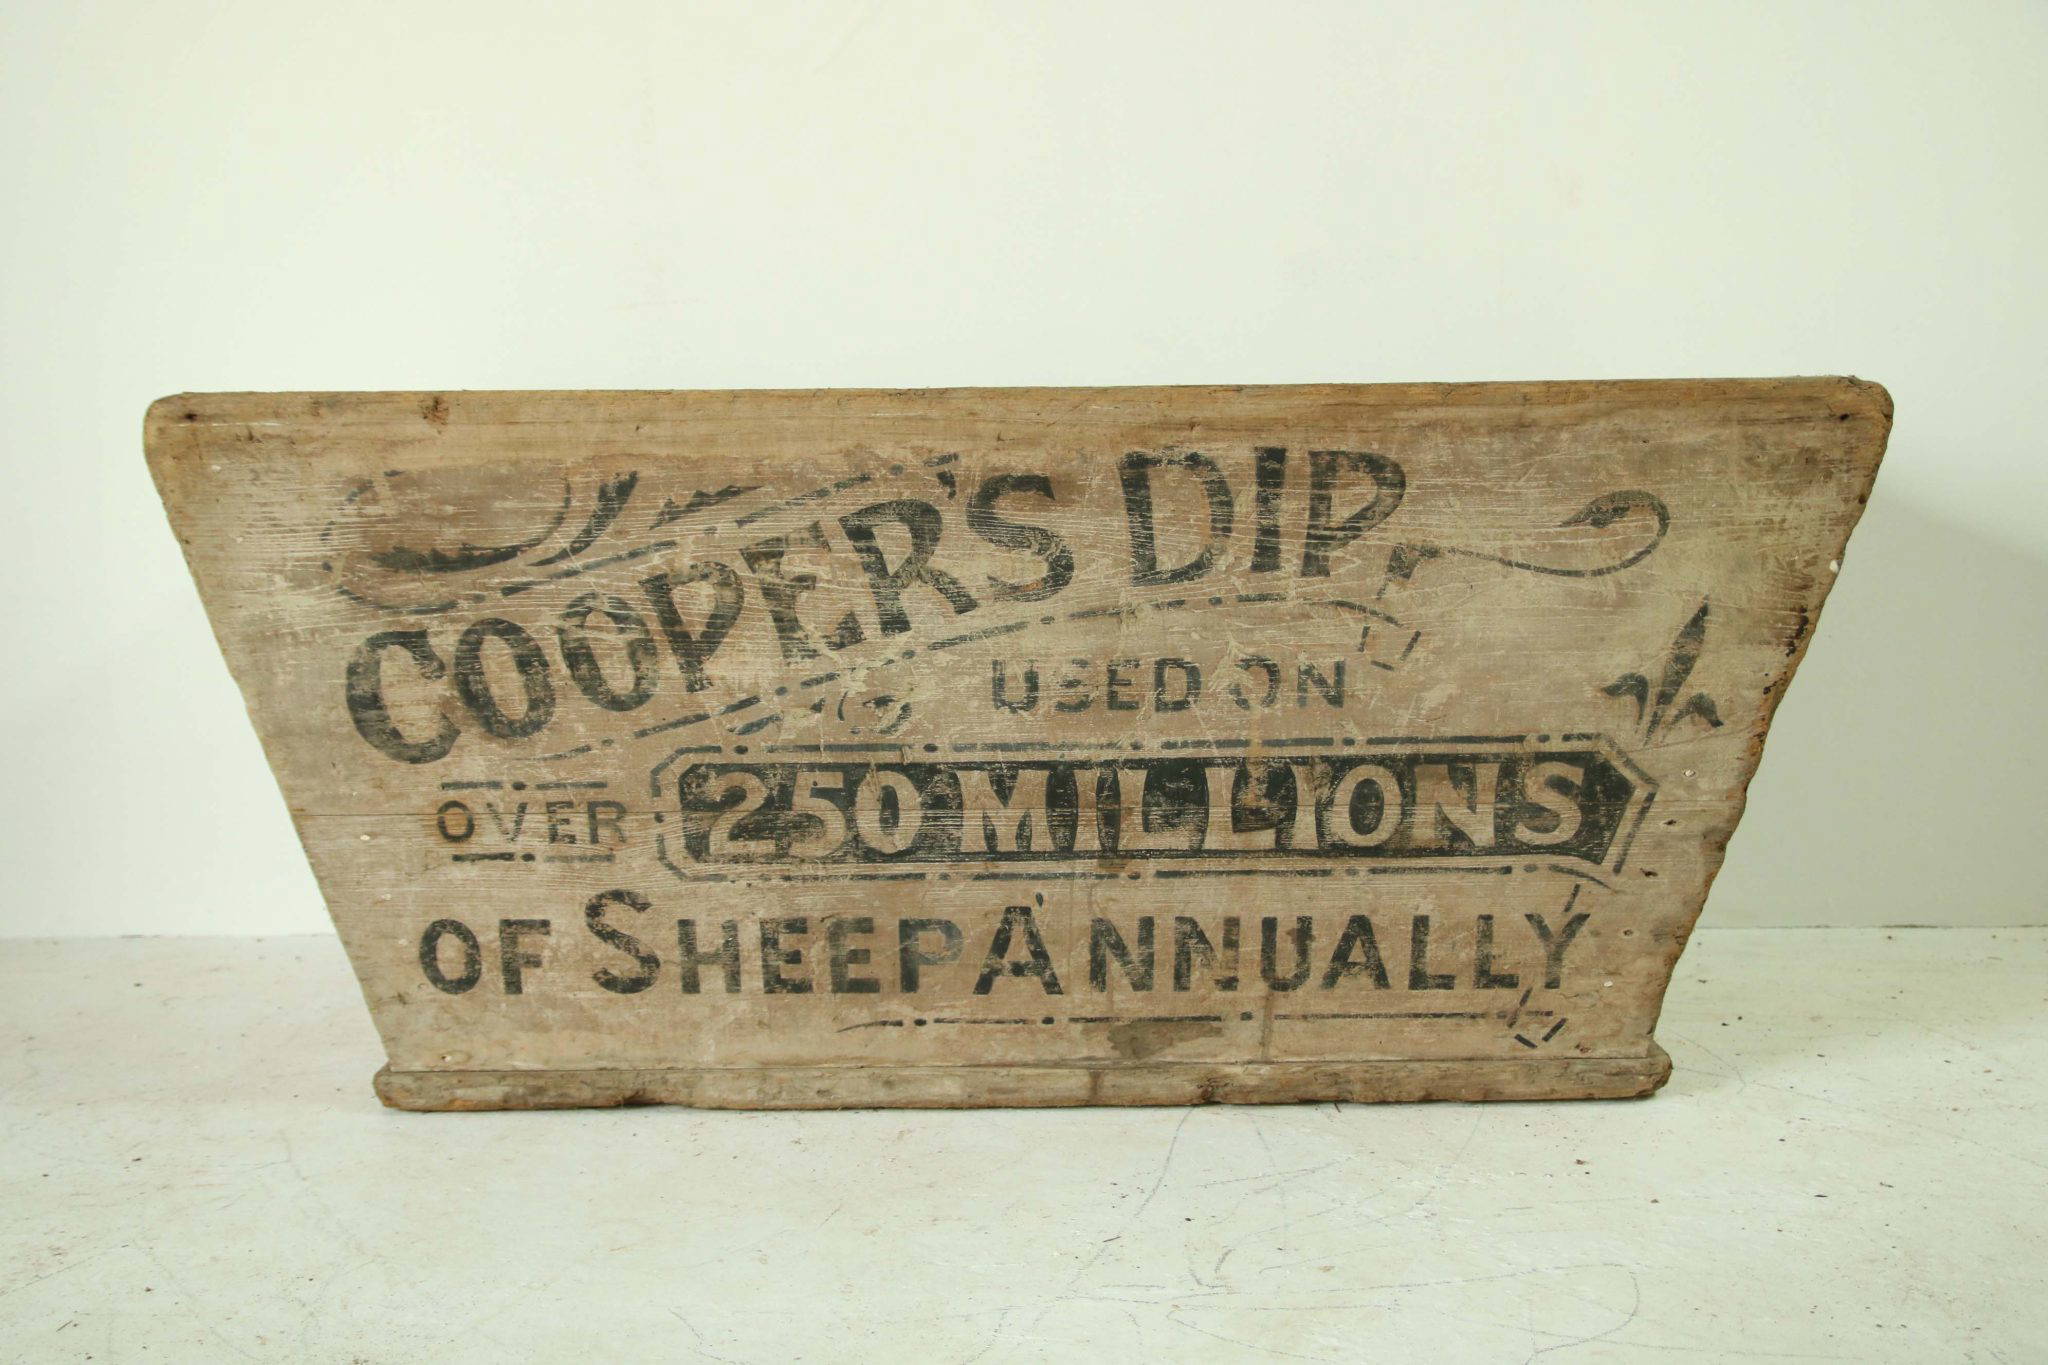 COOPER'S DIP
USED ON
OVER 250 MILLIONS
OF SHEEP ANNUALLY